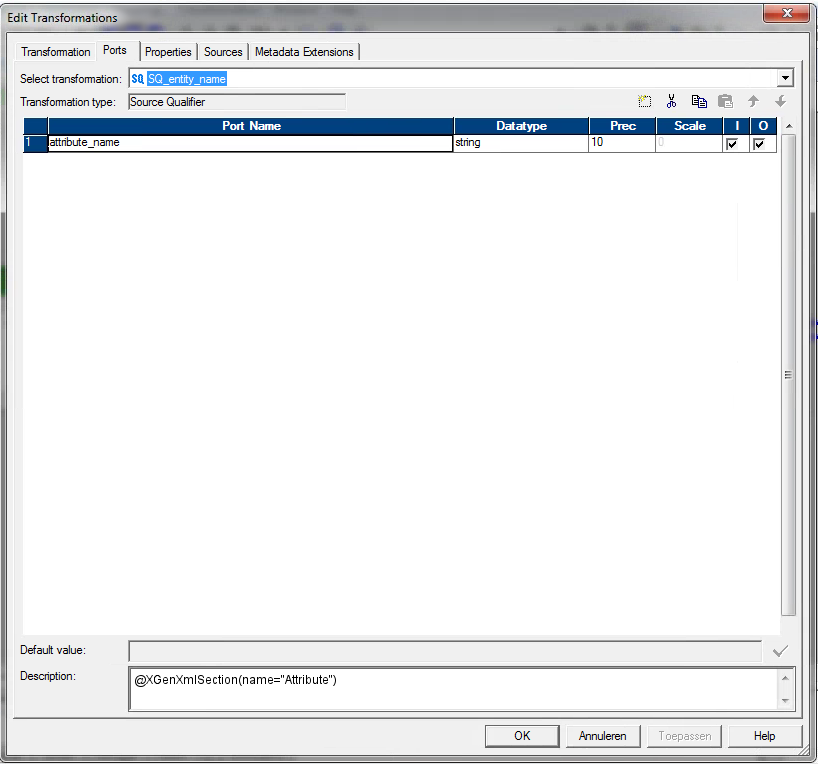 Edit Transformations
Transformation Ports Properties Sources Metadata Extensions
Select transformation: SQ SQ_entity_name
Transformation type: Source Qualifier
Port Name Datatype Prec Scale I O
1 attribute_name string 10 0
Default value:
Description: @XGenXmlSection(name="Attribute")
OK Annuleren Toepassen Help